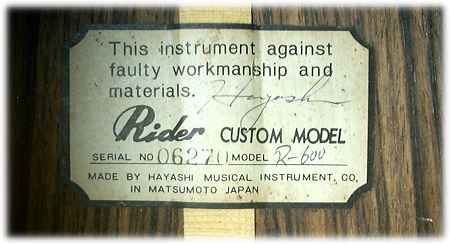 This instrument against
faulty workmanship and
materials. Hayashi
Rider CUSTOM MODEL
SERIAL NO 06270 MODEL R-600
MADE BY HAYASHI MUSICAL INSTRUMENT, CO,
IN MATSUMOTO JAPAN